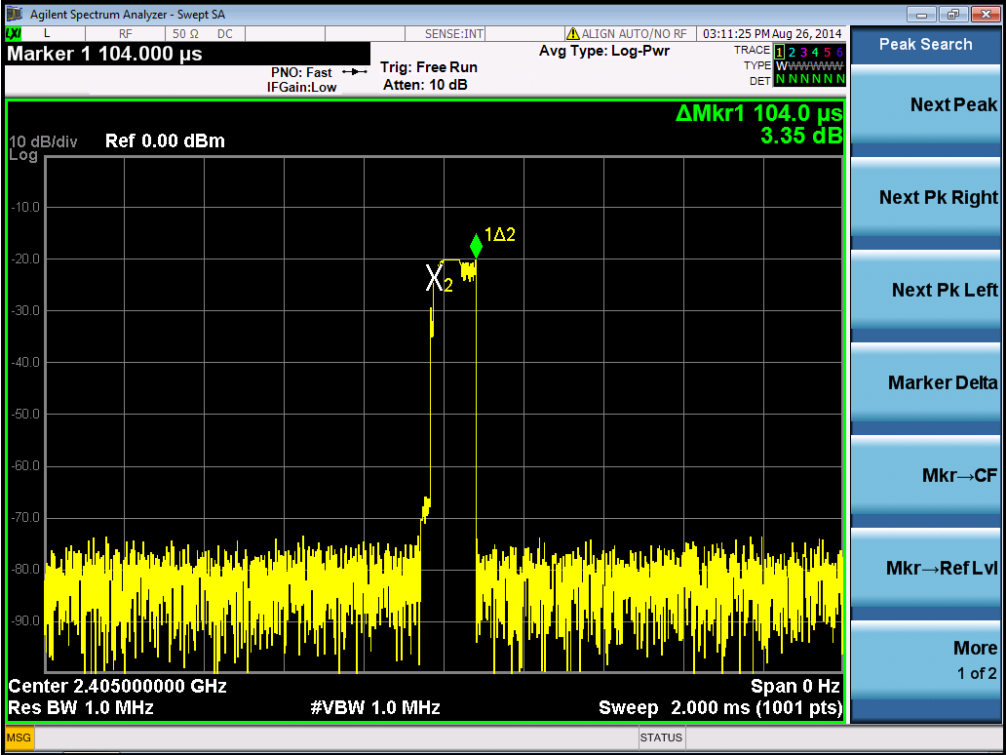 Agilent Spectrum Analyzer - Swept SA
LXI L RF 50 Ω DC SENSE:INT ALIGN AUTO/NO RF 03:11:25 PM Aug 26, 2014
Marker 1 104.000 µs
PNO: Fast
IFGain:Low
Trig: Free Run
Atten: 10 dB
Avg Type: Log-Pwr
TRACE 1 2 3 4 5 6
TYPE WWWWWW
DET N N N N N N
ΔMkr1 104.0 µs
3.35 dB
10 dB/div Ref 0.00 dBm
Log
-10.0
-20.0
-30.0
-40.0
-50.0
-60.0
-70.0
-80.0
-90.0
1Δ2
X2
Center 2.405000000 GHz Span 0 Hz
Res BW 1.0 MHz #VBW 1.0 MHz Sweep 2.000 ms (1001 pts)
MSG STATUS
Peak Search
Next Peak
Next Pk Right
Next Pk Left
Marker Delta
Mkr→CF
Mkr→Ref Lvl
More
1 of 2